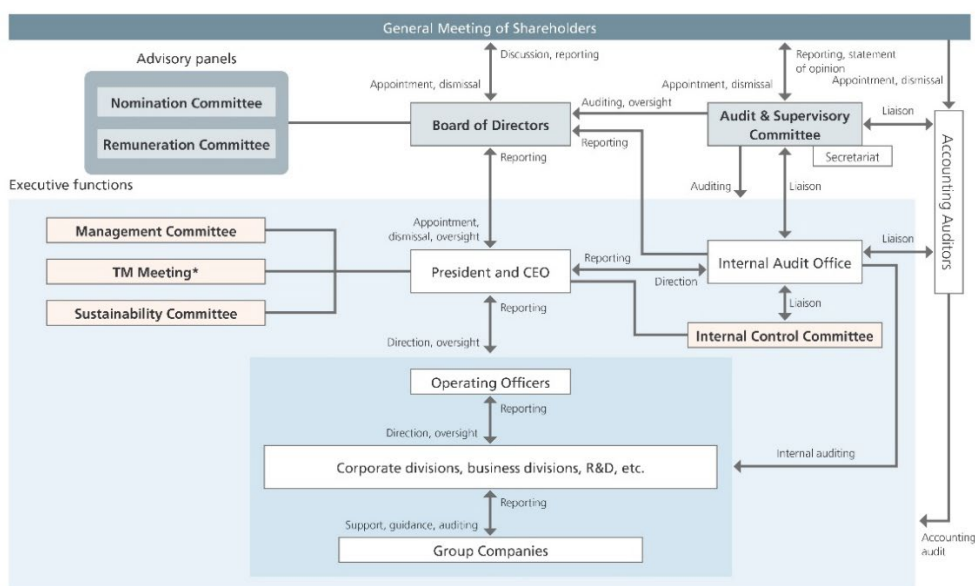 General Meeting of Shareholders
Advisory panels
Nomination Committee
Remuneration Committee
Discussion, reporting
Appointment, dismissal
Reporting, statement
of opinion
Appointment, dismissal
Appointment, dismissal
Board of Directors
Auditing, oversight
Reporting
Reporting
Audit & Supervisory
Committee
Secretariat
Liaison
Accounting Auditors
Auditing
Liaison
Executive functions
Management Committee
TM Meeting*
Sustainability Committee
Appointment,
dismissal, oversight
President and CEO
Reporting
Direction
Internal Audit Office
Liaison
Liaison
Internal Control Committee
Reporting
Direction, oversight
Operating Officers
Reporting
Direction, oversight
Corporate divisions, business divisions, R&D, etc.
Internal auditing
Reporting
Support, guidance, auditing
Group Companies
Accounting
audit